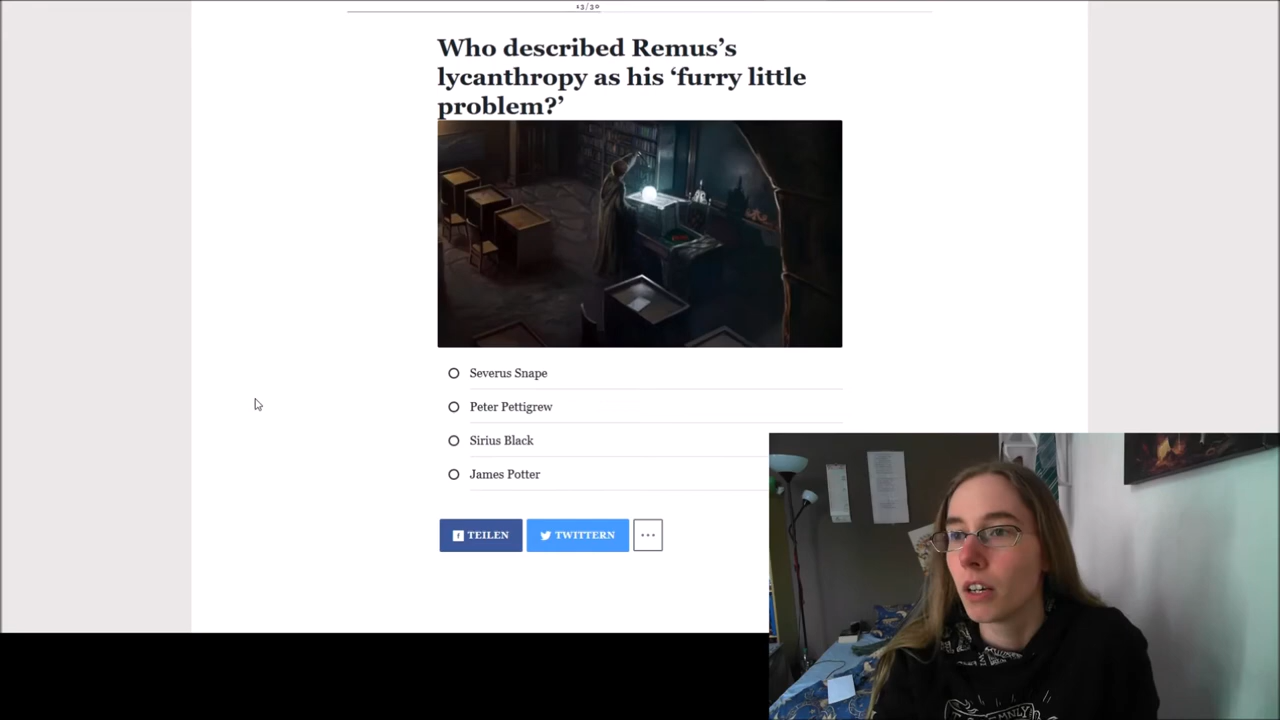 13/30
Who described Remus’s
lycanthropy as his ‘furry little
problem?’
Severus Snape
Peter Pettigrew
Sirius Black
James Potter
TEILEN
TWITTERN